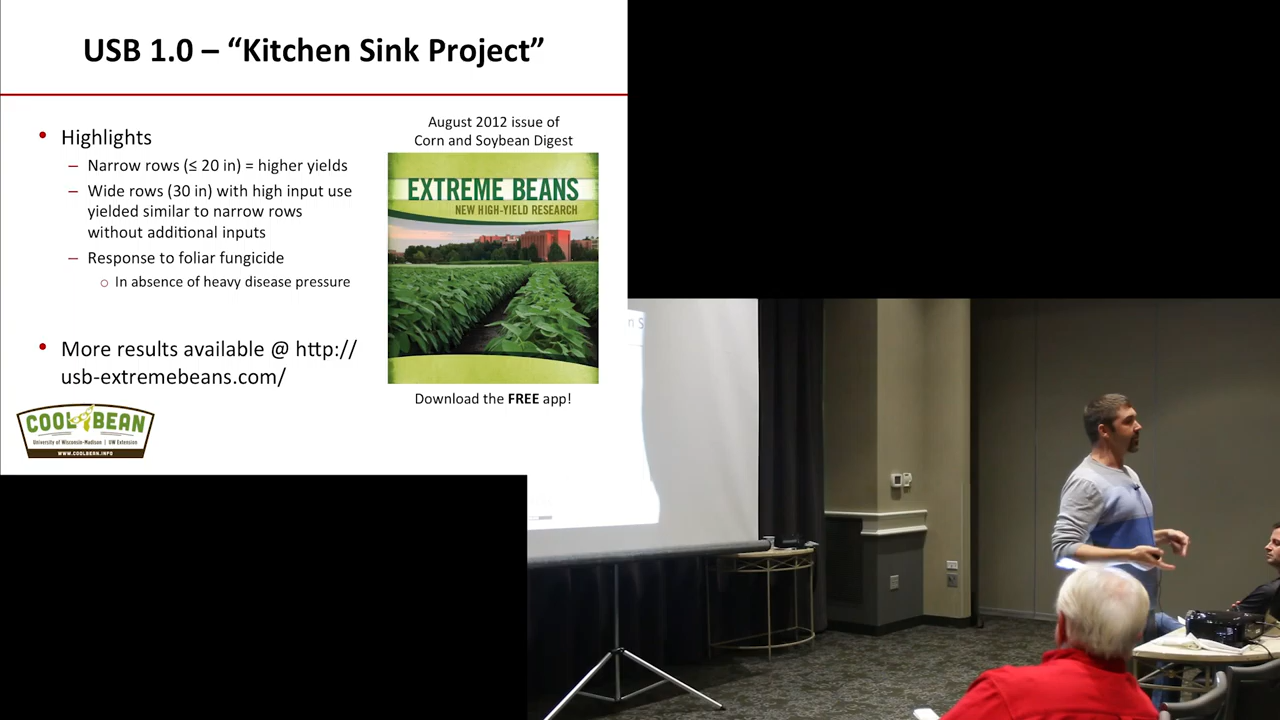 USB 1.0 – “Kitchen Sink Project”
• Highlights
– Narrow rows (≤ 20 in) = higher yields
– Wide rows (30 in) with high input use
yielded similar to narrow rows
without additional inputs
– Response to foliar fungicide
○ In absence of heavy disease pressure
• More results available @ http://
usb-extremebeans.com/
August 2012 issue of
Corn and Soybean Digest
EXTREME BEANS
NEW HIGH-YIELD RESEARCH
Download the FREE app!
COOL BEAN
University of Wisconsin-Madison | UW Extension
WWW.COOLBEAN.INFO
n S